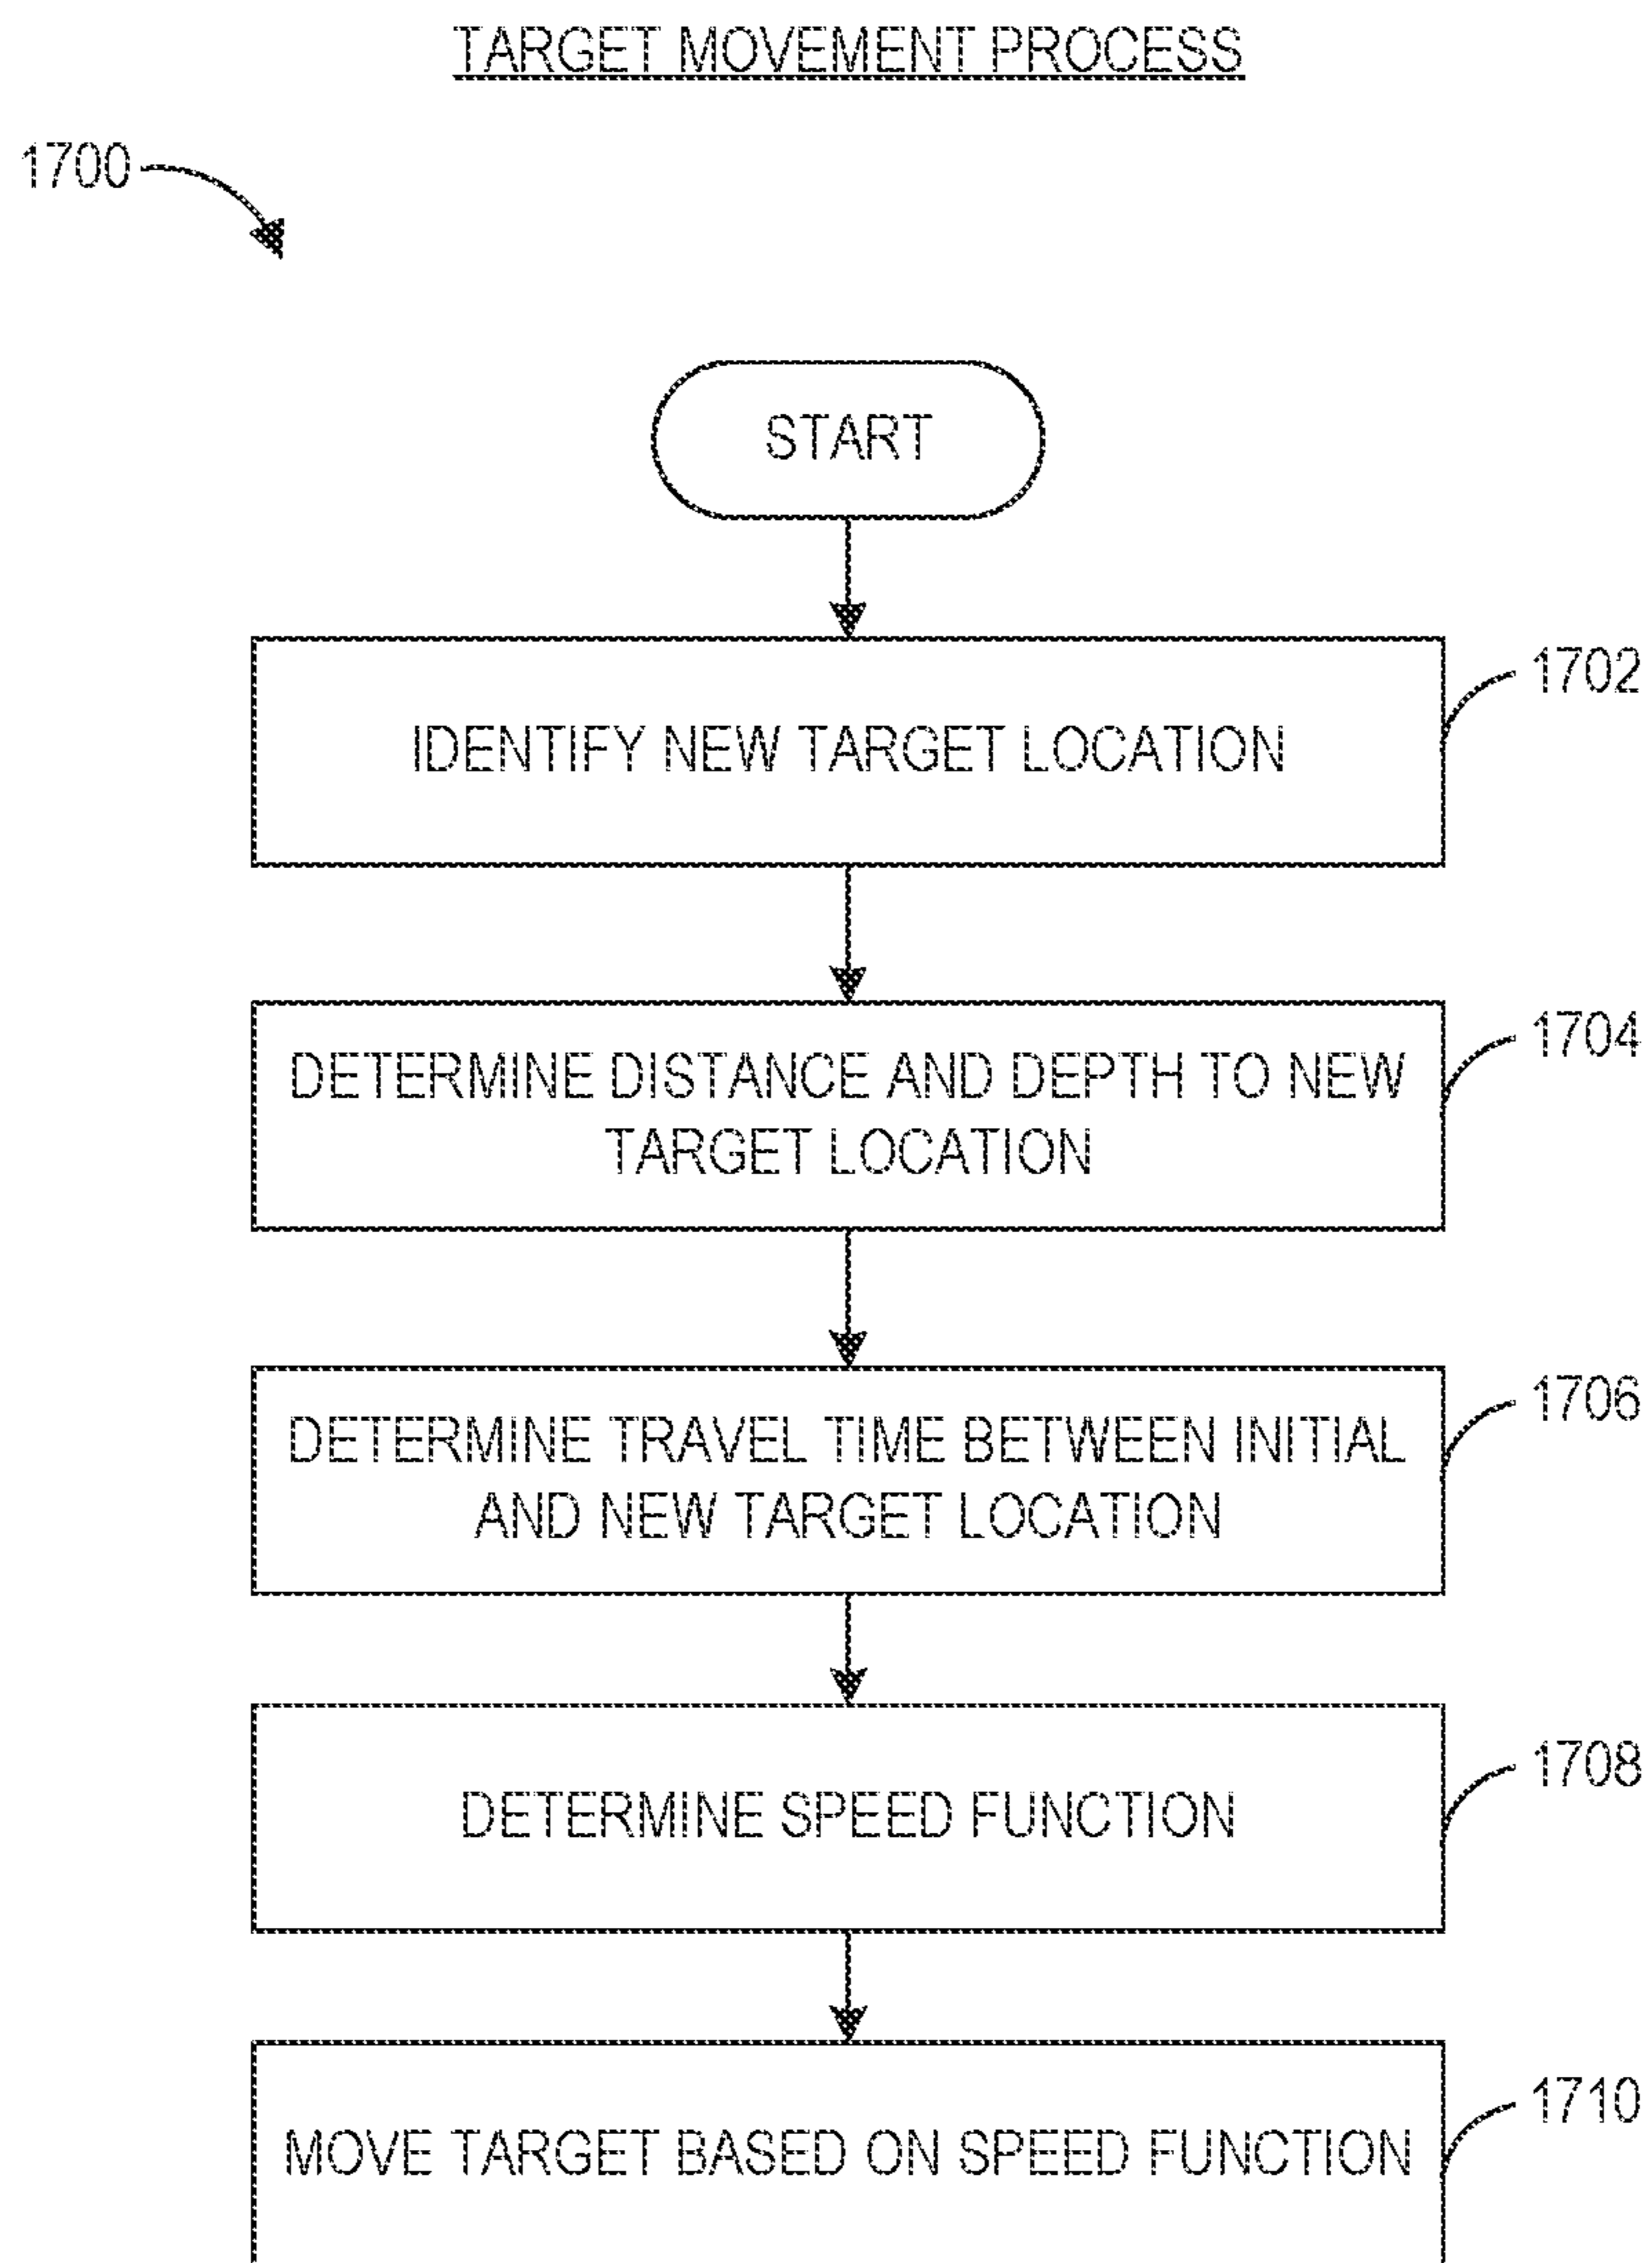 TARGET MOVEMENT PROCESS
1700
START
IDENTIFY NEW TARGET LOCATION
1702
DETERMINE DISTANCE AND DEPTH TO NEW
TARGET LOCATION
1704
DETERMINE TRAVEL TIME BETWEEN INITIAL
AND NEW TARGET LOCATION
1706
DETERMINE SPEED FUNCTION
1708
MOVE TARGET BASED ON SPEED FUNCTION
1710